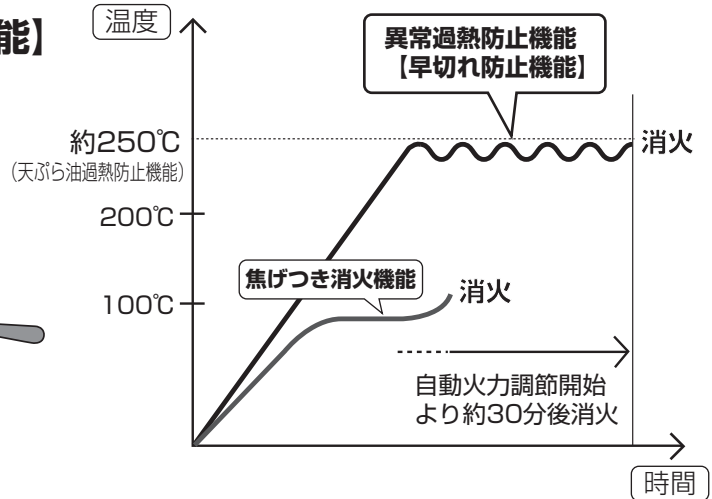 能】
温度
異常過熱防止機能
【早切れ防止機能】
約250℃
(天ぷら油過熱防止機能)
消火
200℃
焦げつき消火機能
消火
100℃
自動火力調節開始
より約30分後消火
時間